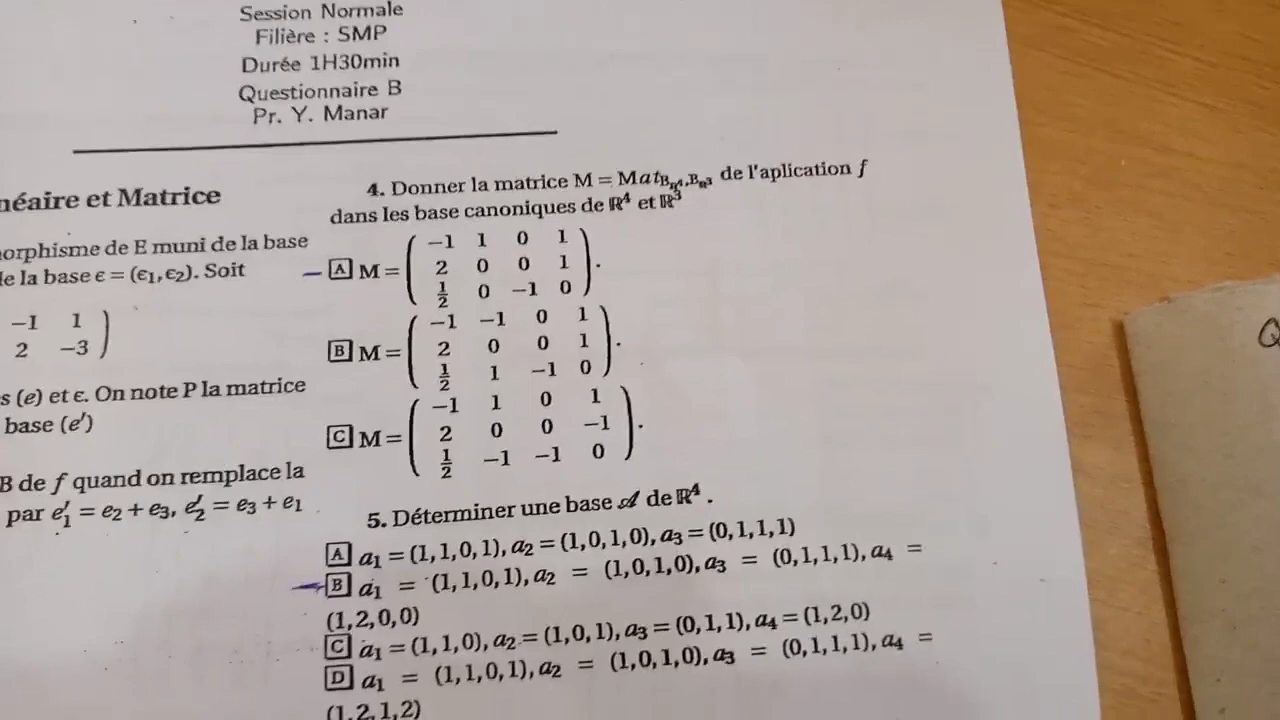 Session Normale
Filière : SMP
Durée 1H30min
Questionnaire B
Pr. Y. Manar
néaire et Matrice
orphisme de E muni de la base
de la base ϵ = (ϵ₁,ϵ₂). Soit
−1 1
2 −3
s (e) et ε. On note P la matrice
base (e′)
B de f quand on remplace la
par e′₁ = e₂ + e₃, e′₂ = e₃ + e₁
4. Donner la matrice M = Mat_{B_{ℝ⁴},B_{ℝ³}} de l'aplication f
dans les base canoniques de ℝ⁴ et ℝ³
A M = ( −1 1 0 1
2 0 0 1
1/2 0 −1 0 ).
B M = ( −1 −1 0 1
2 0 0 1
1/2 1 −1 0 ).
C M = ( −1 1 0 1
2 0 0 −1
1/2 −1 −1 0 ).
5. Déterminer une base 𝒜 de ℝ⁴.
A a₁ = (1,1,0,1), a₂ = (1,0,1,0), a₃ = (0,1,1,1)
B a₁ = (1,1,0,1), a₂ = (1,0,1,0), a₃ = (0,1,1,1), a₄ =
(1,2,0,0)
C a₁ = (1,1,0), a₂ = (1,0,1), a₃ = (0,1,1), a₄ = (1,2,0)
D a₁ = (1,1,0,1), a₂ = (1,0,1,0), a₃ = (0,1,1,1), a₄ =
(1,2,1,2)
Q